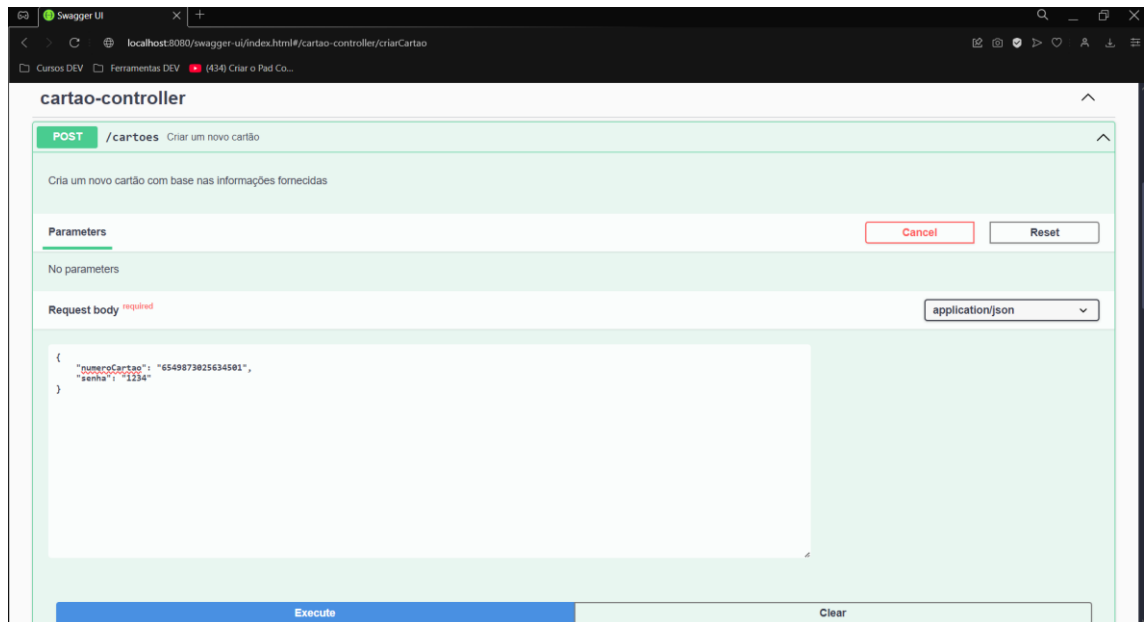 Swagger UI
localhost:8080/swagger-ui/index.html#/cartao-controller/criarCartao
Cursos DEV Ferramentas DEV (434) Criar o Pad Co...
cartao-controller
POST /cartoes Criar um novo cartão
Cria um novo cartão com base nas informações fornecidas
Parameters Cancel Reset
No parameters
Request body required application/json
{
"numeroCartao": "6549873025634501",
"senha": "1234"
}
Execute Clear